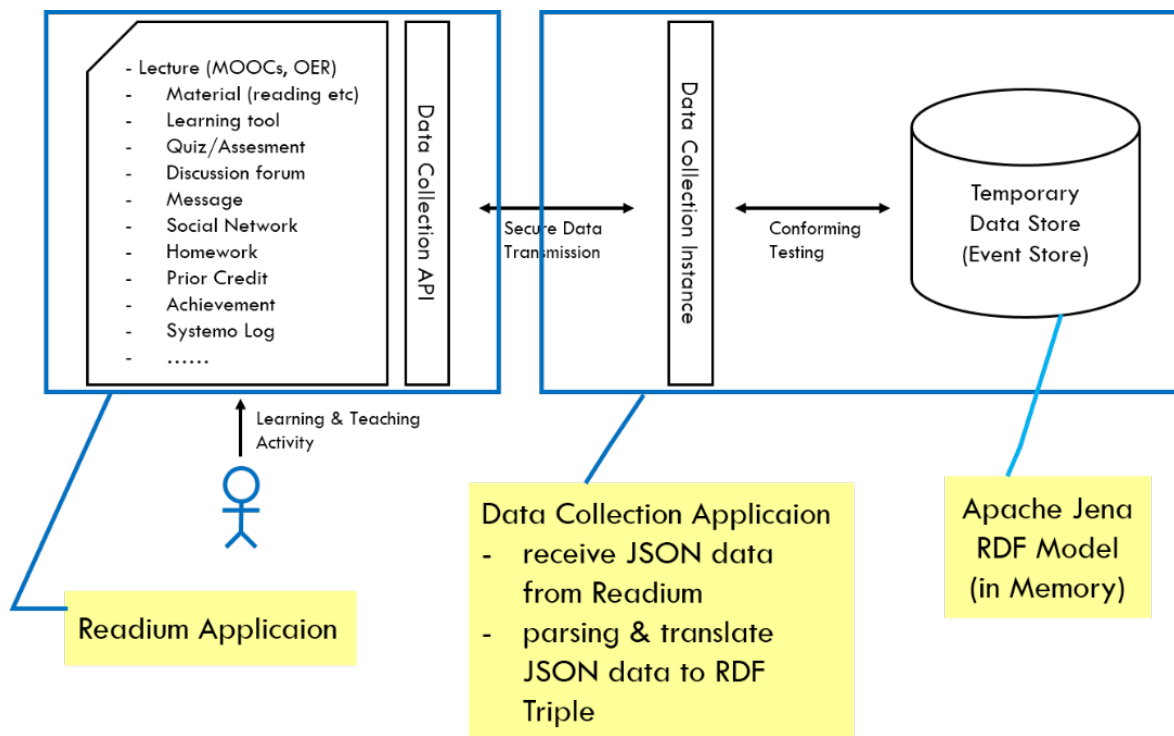 - Lecture (MOOCs, OER)
- Material (reading etc)
- Learning tool
- Quiz/Assesment
- Discussion forum
- Message
- Social Network
- Homework
- Prior Credit
- Achievement
- Systemo Log
- ......
Data Collection API
Secure Data
Transmission
Data Collection Instance
Conforming
Testing
Temporary
Data Store
(Event Store)
Learning & Teaching
Activity
Readium Applicaion
Data Collection Applicaion
- receive JSON data
from Readium
- parsing & translate
JSON data to RDF
Triple
Apache Jena
RDF Model
(in Memory)